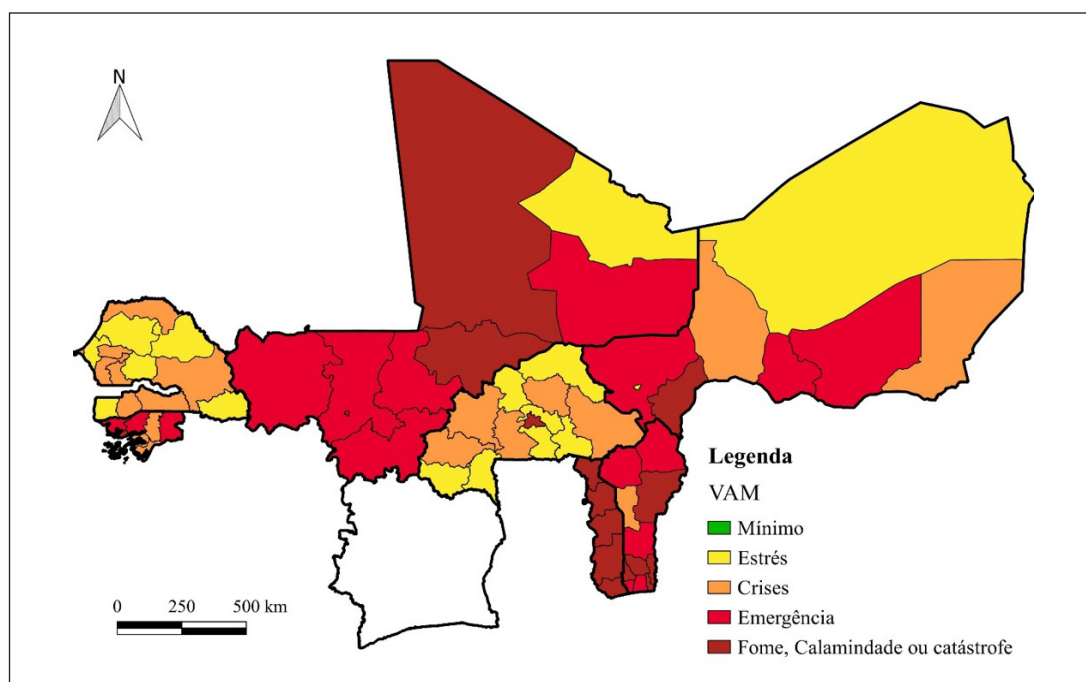 N
Legenda
VAM
Mínimo
Estrés
Crises
Emergência
Fome, Calamindade ou catástrofe
0 250 500 km